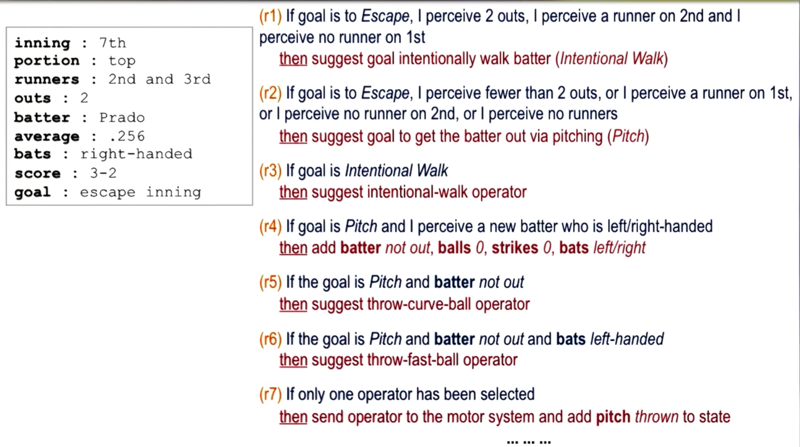 inning : 7th
portion : top
runners : 2nd and 3rd
outs : 2
batter : Prado
average : .256
bats : right-handed
score : 3-2
goal : escape inning
(r1) If goal is to Escape, I perceive 2 outs, I perceive a runner on 2nd and I
perceive no runner on 1st
then suggest goal intentionally walk batter (Intentional Walk)
(r2) If goal is to Escape, I perceive fewer than 2 outs, or I perceive a runner on 1st,
or I perceive no runner on 2nd, or I perceive no runners
then suggest goal to get the batter out via pitching (Pitch)
(r3) If goal is Intentional Walk
then suggest intentional-walk operator
(r4) If goal is Pitch and I perceive a new batter who is left/right-handed
then add batter not out, balls 0, strikes 0, bats left/right
(r5) If the goal is Pitch and batter not out
then suggest throw-curve-ball operator
(r6) If the goal is Pitch and batter not out and bats left-handed
then suggest throw-fast-ball operator
(r7) If only one operator has been selected
then send operator to the motor system and add pitch thrown to state
... ... ...